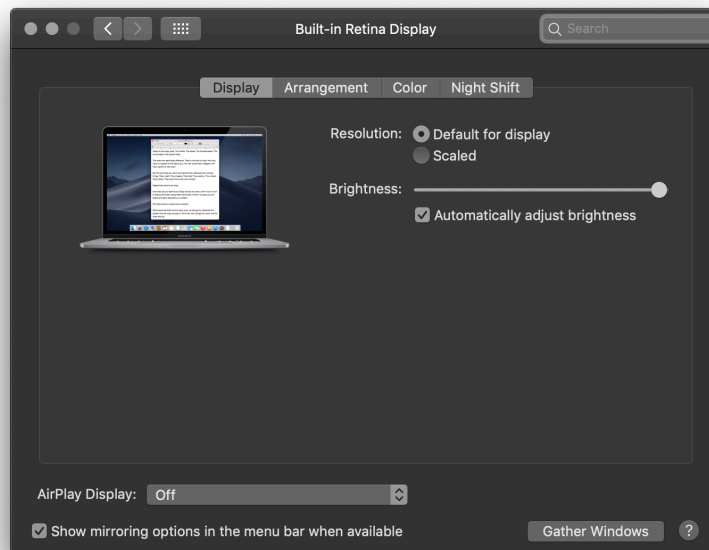 Built-in Retina Display
Search
Display Arrangement Color Night Shift
Resolution: Default for display
Scaled
Brightness:
Automatically adjust brightness
AirPlay Display: Off
Show mirroring options in the menu bar when available
Gather Windows ?